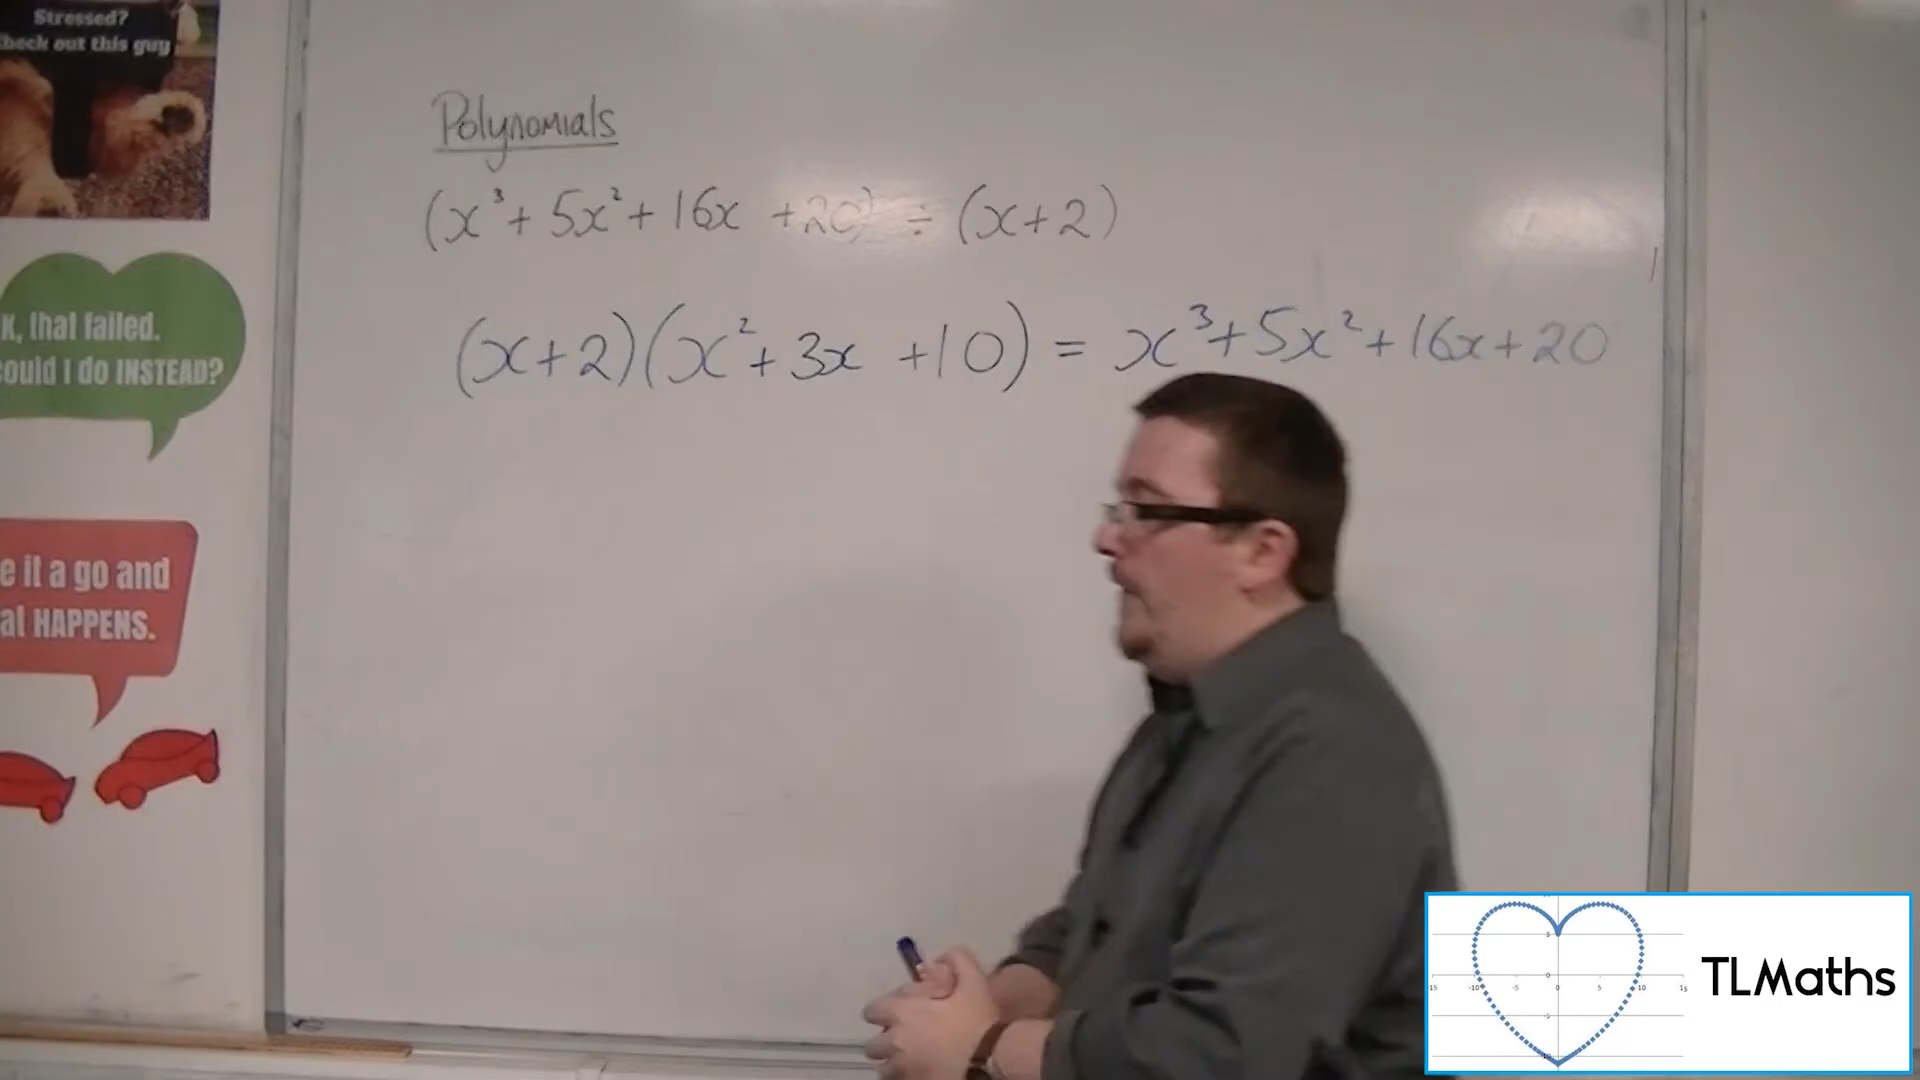 Stressed?
heck out this guy
Polynomials
(x³ + 5x² + 16x + 20) ÷ (x + 2)
(x + 2)(x² + 3x + 10) = x³ + 5x² + 16x + 20
K, that failed.
ould I do INSTEAD?
e it a go and
al HAPPENS.
TLMaths